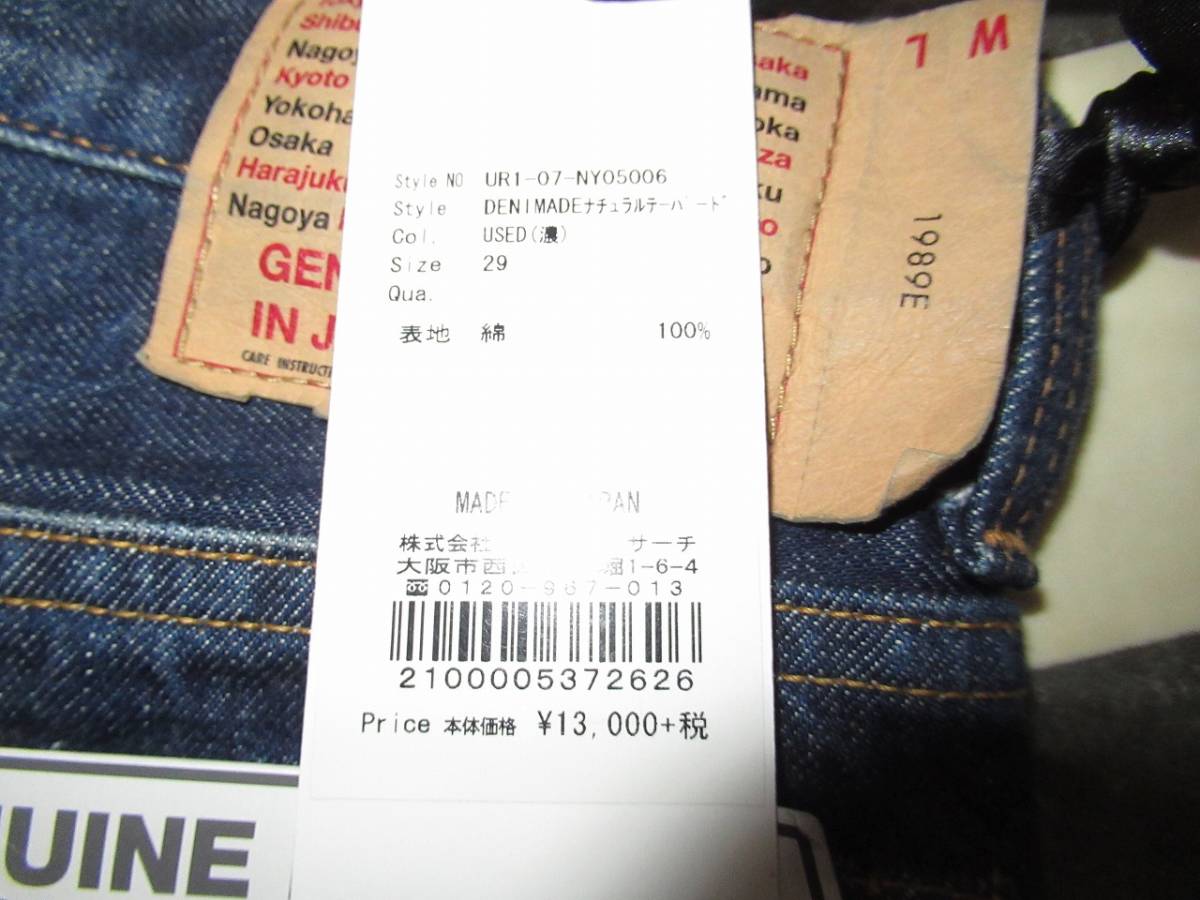 Shibu
Nagoy
Kyoto
Yokoha
Osaka
Harajuku
Nagoya
GEN
IN J
CARE INSTRUCTI
saka
ama
oka
za
ku
o
o
W L
1989E
Style NO UR1-07-NY05006
Style DENIMADEナチュラルテーパード
Col. USED(濃)
Size 29
Qua.
表地 綿 100%
MADE PAN
株式会社 サーチ
大阪市西 堀1-6-4
0120-967-013
2100005372626
Price 本体価格 ¥13,000+税
UINE